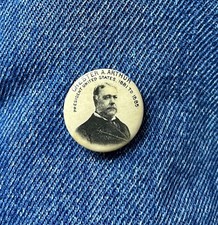 CHESTER A. ARTHUR
PRESIDENT UNITED STATES 1881 TO 1885